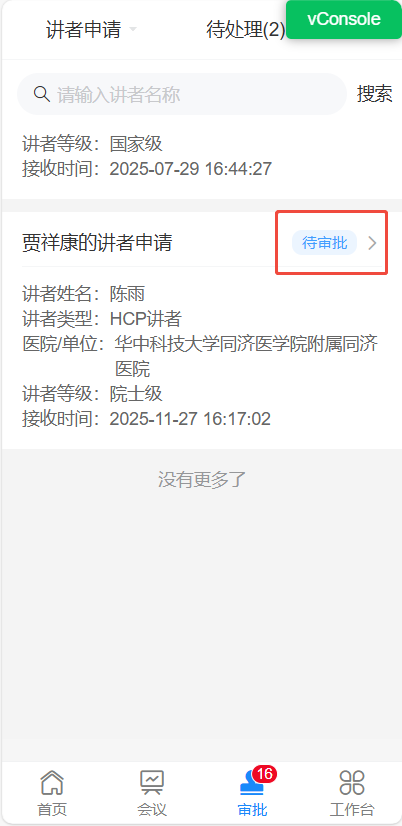 讲者申请
待处理(2)
vConsole
请输入讲者名称
搜索
讲者等级：国家级
接收时间：2025-07-29 16:44:27
贾祥康的讲者申请
待审批
讲者姓名：陈雨
讲者类型：HCP讲者
医院/单位：华中科技大学同济医学院附属同济
医院
讲者等级：院士级
接收时间：2025-11-27 16:17:02
没有更多了
16
首页
会议
审批
工作台